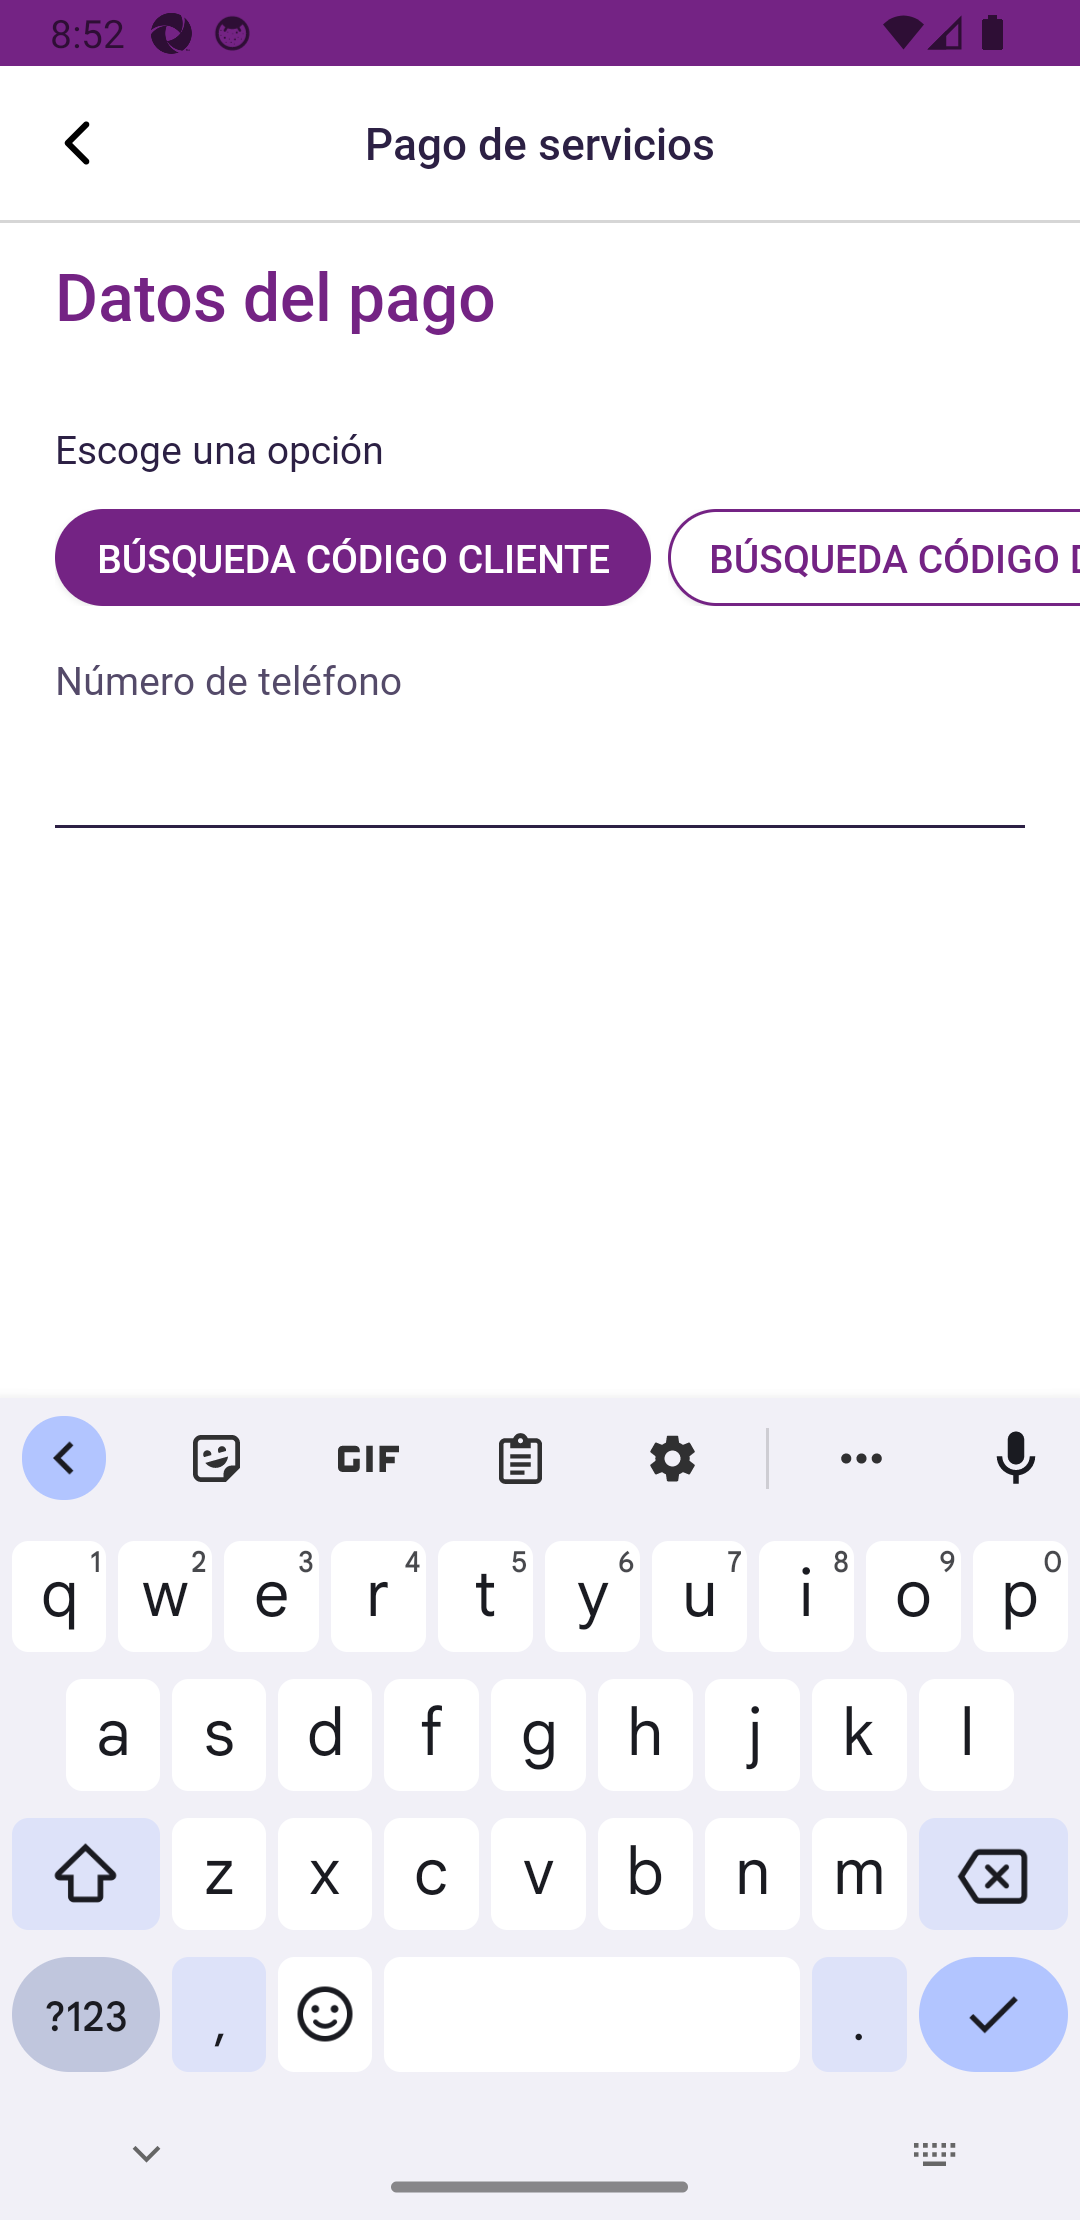 8:52
Pago de servicios
Datos del pago
Escoge una opción
BÚSQUEDA CÓDIGO CLIENTE
BÚSQUEDA CÓDIGO
Número de teléfono
GIF
q 1 w 2 e 3 r 4 t 5 y 6 u 7 i 8 o 9 p 0
a s d f g h j k l
z x c v b n m
?123 , .